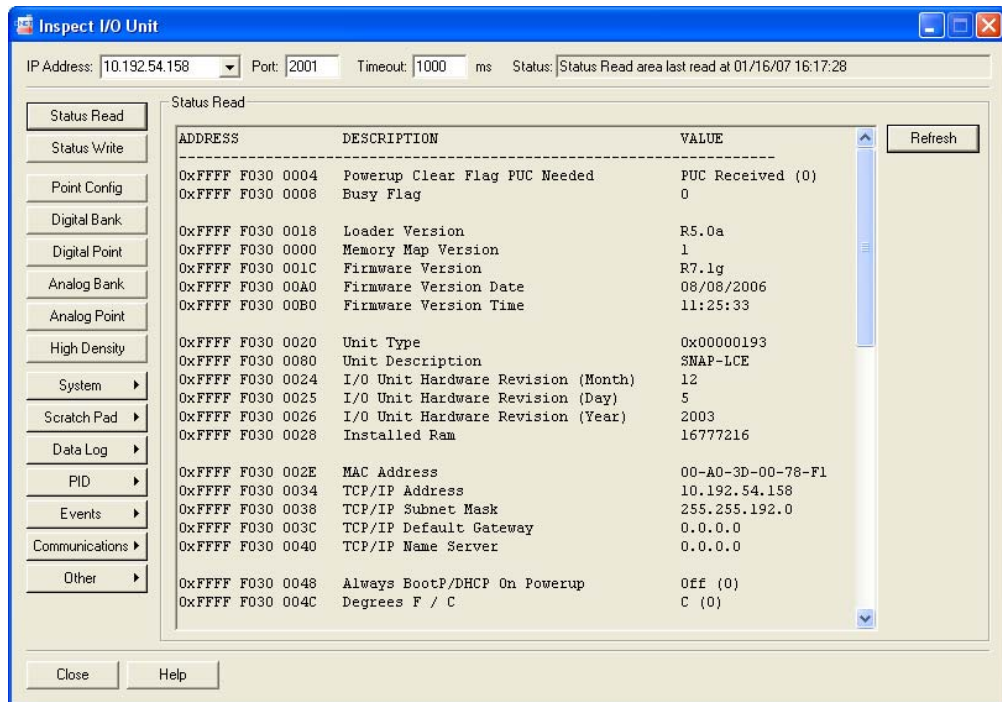 Inspect I/O Unit
IP Address: 10.192.54.158 Port: 2001 Timeout: 1000 ms Status: Status Read area last read at 01/16/07 16:17:28
Status Read
Status Write
Point Config
Digital Bank
Digital Point
Analog Bank
Analog Point
High Density
System
Scratch Pad
Data Log
PID
Events
Communications
Other
Status Read
ADDRESS DESCRIPTION VALUE
--------------------------------------------------------------------------
0xFFFF F030 0004 Powerup Clear Flag PUC Needed PUC Received (0)
0xFFFF F030 0008 Busy Flag 0
0xFFFF F030 0018 Loader Version R5.0a
0xFFFF F030 0000 Memory Map Version 1
0xFFFF F030 001C Firmware Version R7.1g
0xFFFF F030 00A0 Firmware Version Date 08/08/2006
0xFFFF F030 00B0 Firmware Version Time 11:25:33
0xFFFF F030 0020 Unit Type 0x00000193
0xFFFF F030 0080 Unit Description SNAP-LCE
0xFFFF F030 0024 I/O Unit Hardware Revision (Month) 12
0xFFFF F030 0025 I/O Unit Hardware Revision (Day) 5
0xFFFF F030 0026 I/O Unit Hardware Revision (Year) 2003
0xFFFF F030 0028 Installed Ram 16777216
0xFFFF F030 002E MAC Address 00-A0-3D-00-78-F1
0xFFFF F030 0034 TCP/IP Address 10.192.54.158
0xFFFF F030 0038 TCP/IP Subnet Mask 255.255.192.0
0xFFFF F030 003C TCP/IP Default Gateway 0.0.0.0
0xFFFF F030 0040 TCP/IP Name Server 0.0.0.0
0xFFFF F030 0048 Always BootP/DHCP On Powerup Off (0)
0xFFFF F030 004C Degrees F / C C (0)
Refresh
Close Help